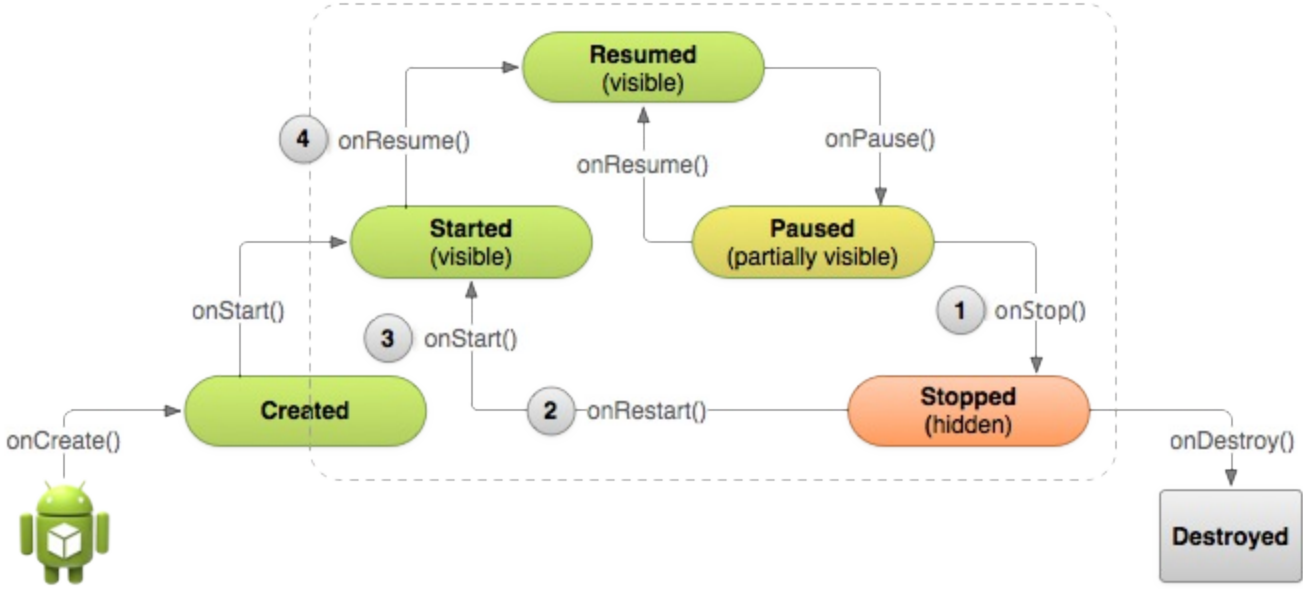 Resumed
(visible)
4
onResume()
onResume()
onPause()
Started
(visible)
Paused
(partially visible)
onStart()
3
onStart()
1
onStop()
Created
2
onRestart()
Stopped
(hidden)
onCreate()
onDestroy()
Destroyed